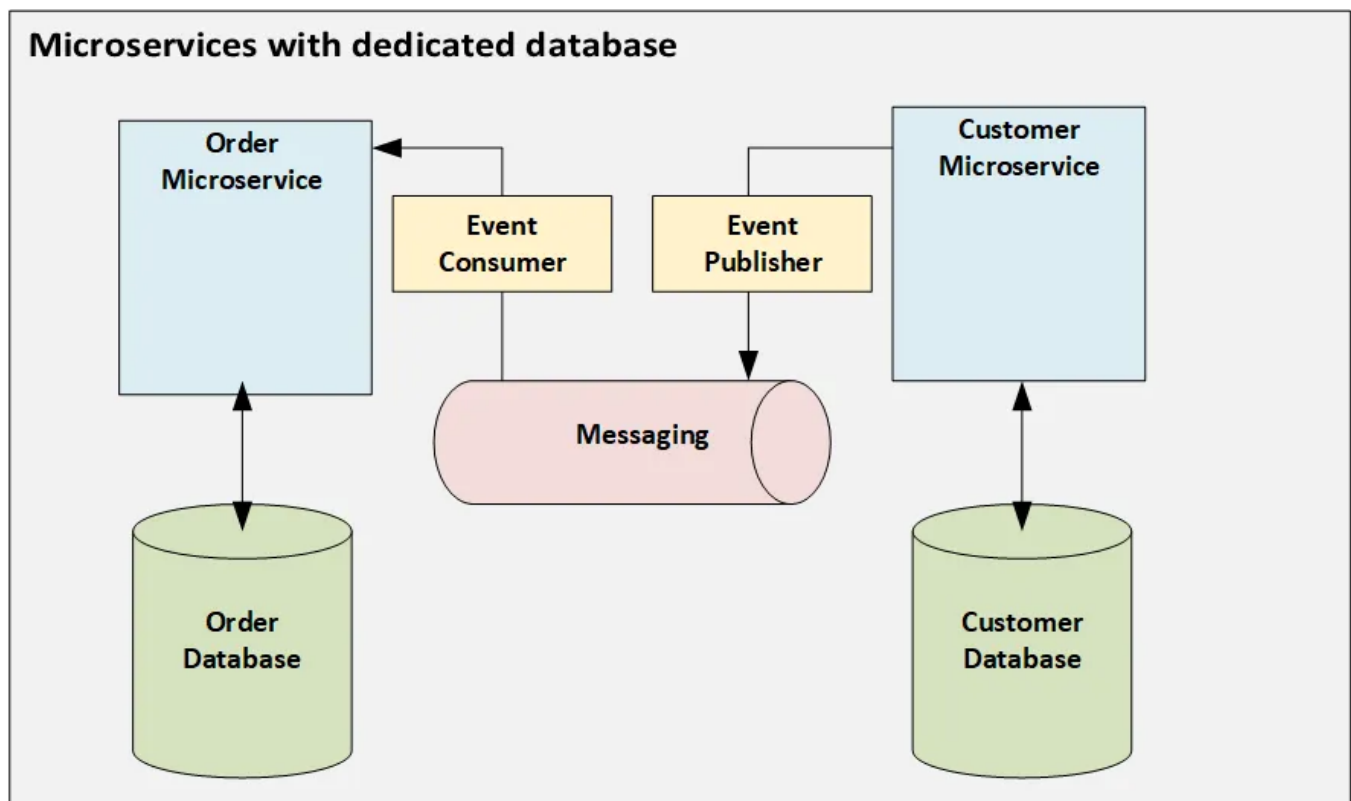 Microservices with dedicated database
Order
Microservice
Customer
Microservice
Event
Consumer
Event
Publisher
Messaging
Order
Database
Customer
Database